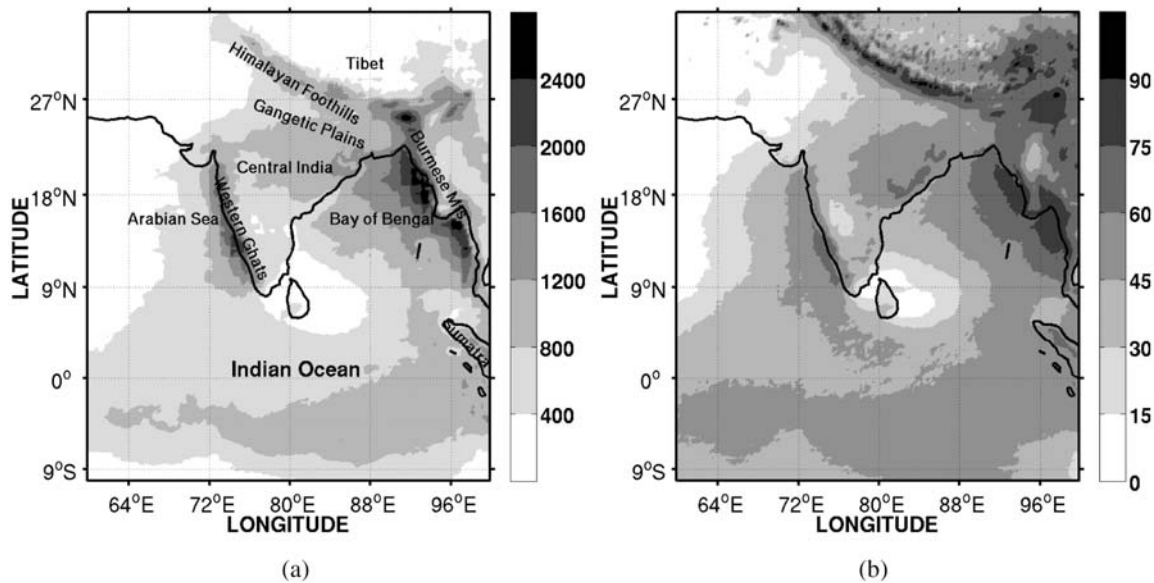 Himalayan Foothills
Tibet
Gangetic Plains
Central India
Burmese Mts
Western Ghats
Arabian Sea
Bay of Bengal
Sumatra
Indian Ocean
27°N
18°N
9°N
0°
9°S
LATITUDE
64°E 72°E 80°E 88°E 96°E
LONGITUDE
2400
2000
1600
1200
800
400
(a)
27°N
18°N
9°N
0°
9°S
LATITUDE
64°E 72°E 80°E 88°E 96°E
LONGITUDE
90
75
60
45
30
15
0
(b)